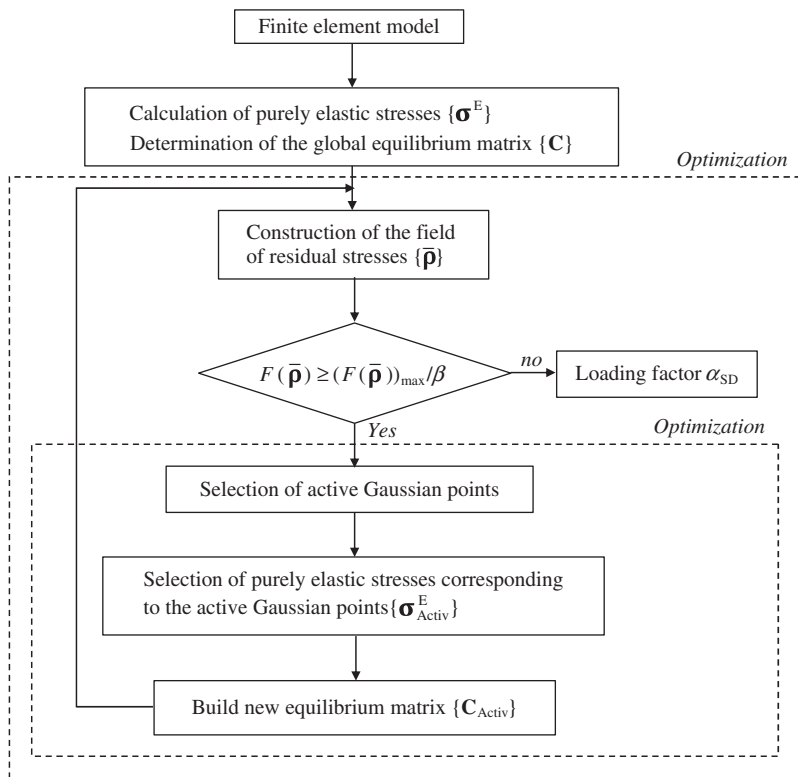 Finite element model
Calculation of purely elastic stresses {σ^E}
Determination of the global equilibrium matrix {C}
Optimization
Construction of the field
of residual stresses {ρ̄}
F(ρ̄) ≥ (F(ρ̄))_max/β
no
Loading factor α_SD
Yes
Optimization
Selection of active Gaussian points
Selection of purely elastic stresses corresponding
to the active Gaussian points{σ^E_Activ}
Build new equilibrium matrix {C_Activ}